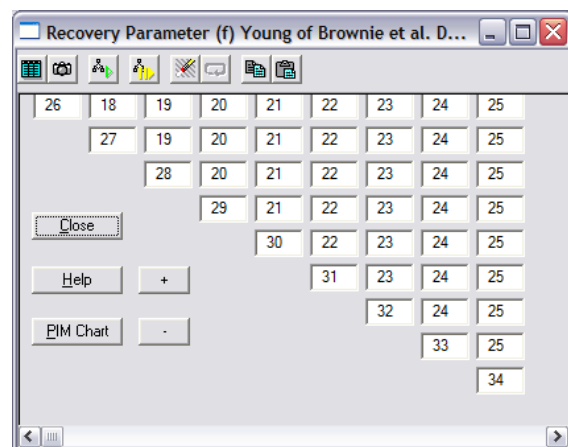 Recovery Parameter (f) Young of Brownie et al. D...
26 18 19 20 21 22 23 24 25
27 19 20 21 22 23 24 25
28 20 21 22 23 24 25
29 21 22 23 24 25
Close
30 22 23 24 25
Help + 31 23 24 25
32 24 25
PIM Chart -
33 25
34